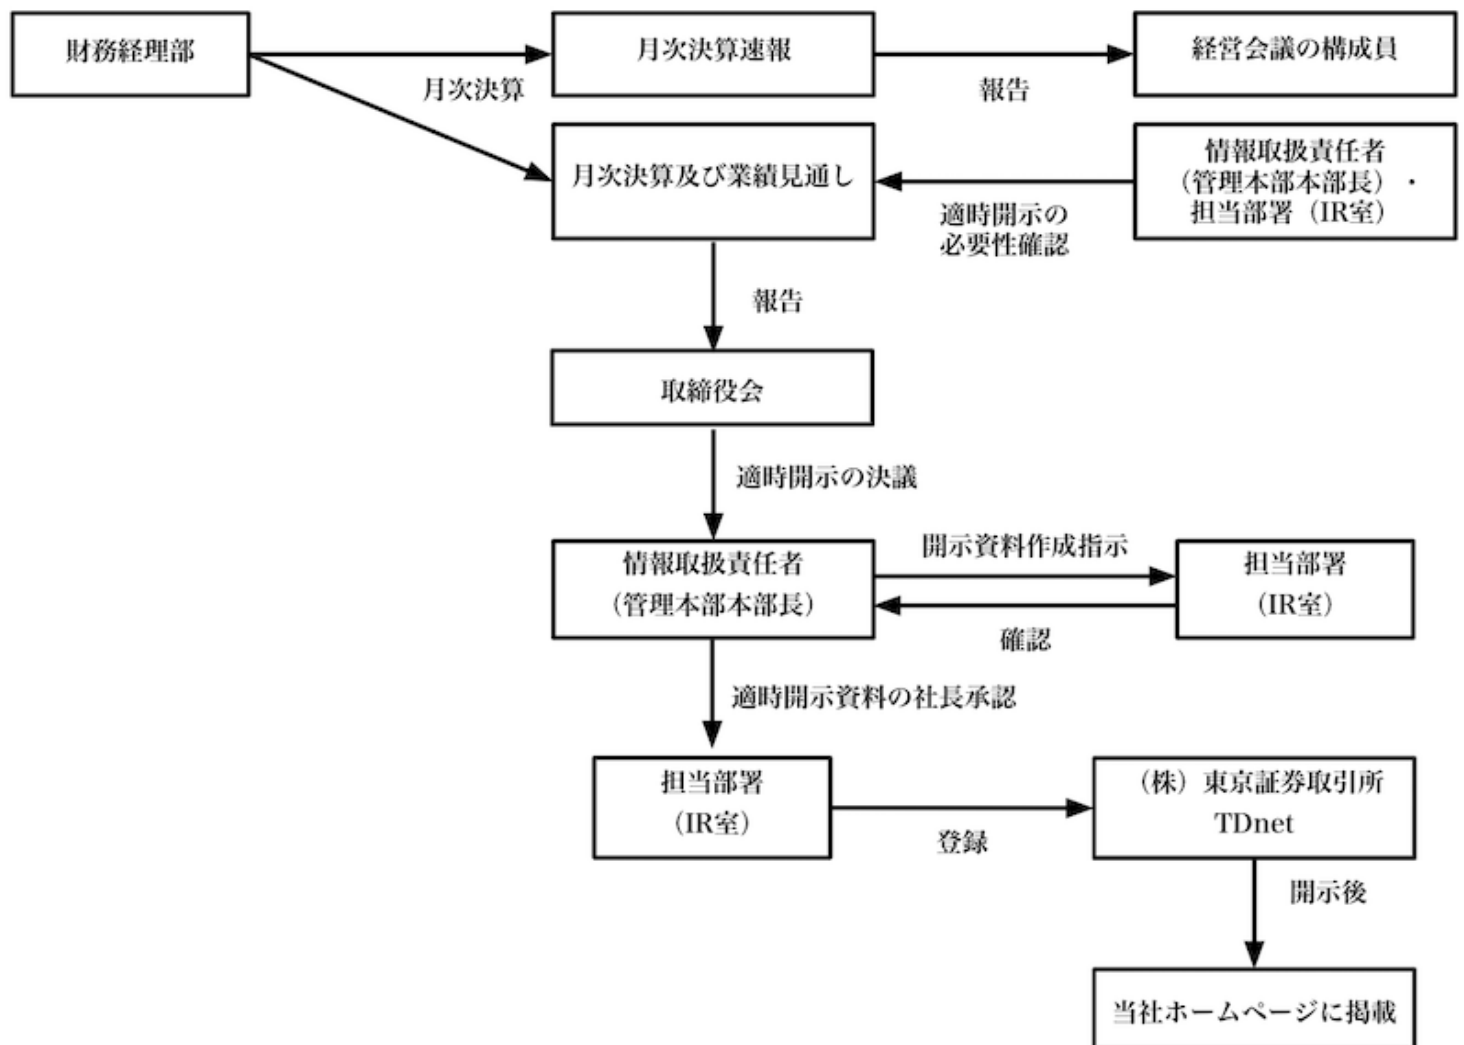 財務経理部
月次決算
月次決算速報
報告
経営会議の構成員
月次決算及び業績見通し
適時開示の
必要性確認
情報取扱責任者
（管理本部本部長）・
担当部署（IR室）
報告
取締役会
適時開示の決議
情報取扱責任者
（管理本部本部長）
開示資料作成指示
確認
担当部署
（IR室）
適時開示資料の社長承認
担当部署
（IR室）
登録
（株）東京証券取引所
TDnet
開示後
当社ホームページに掲載